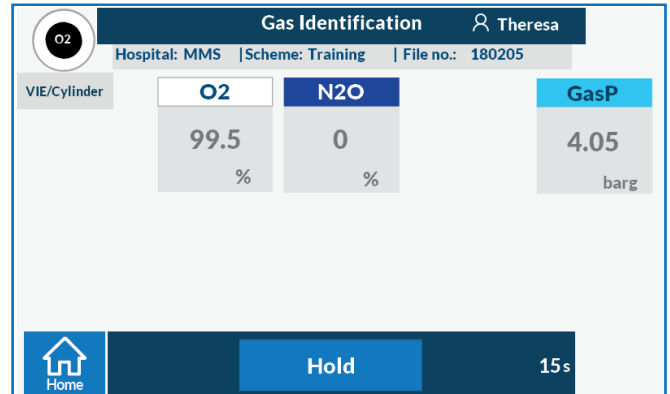 O2
Gas Identification Theresa
Hospital: MMS |Scheme: Training | File no.: 180205
VIE/Cylinder
O2 N2O GasP
99.5 0 4.05
% % barg
Home Hold 15s